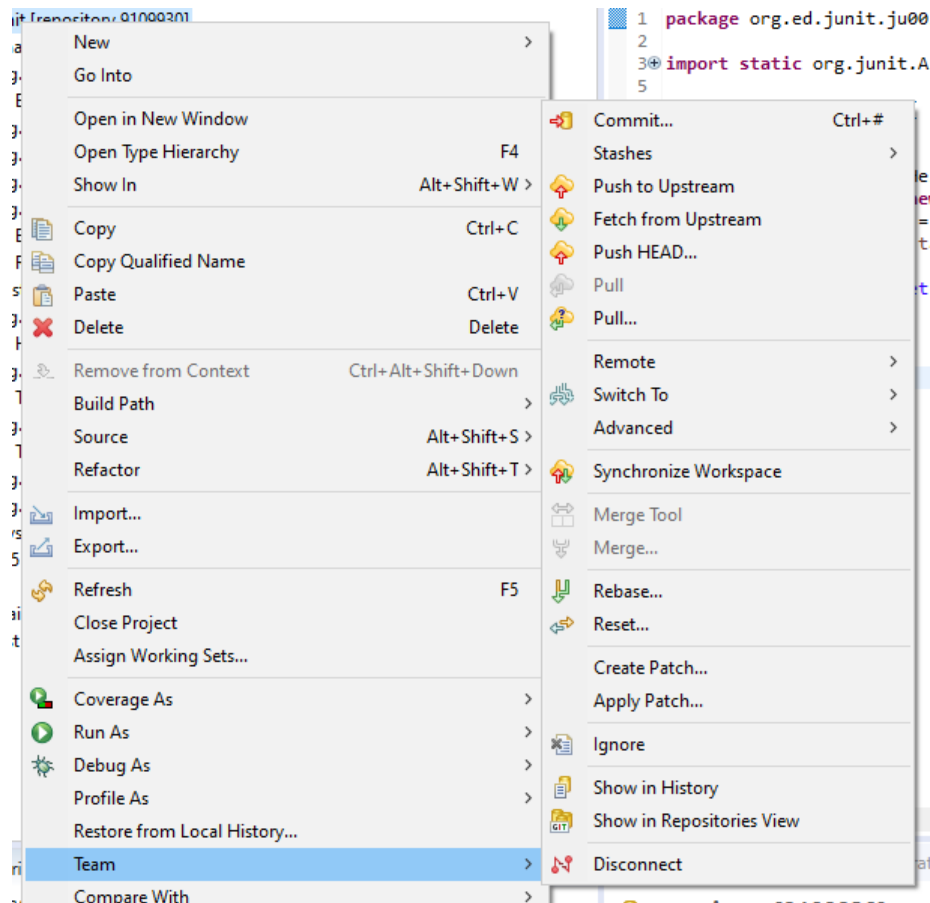 it [repository 9109930]
New
Go Into
Open in New Window
Open Type Hierarchy F4
Show In Alt+Shift+W >
Copy Ctrl+C
Copy Qualified Name
Paste Ctrl+V
Delete Delete
Remove from Context Ctrl+Alt+Shift+Down
Build Path
Source Alt+Shift+S >
Refactor Alt+Shift+T >
Import...
Export...
Refresh F5
Close Project
Assign Working Sets...
Coverage As
Run As
Debug As
Profile As
Restore from Local History...
Team
Compare With
1 package org.ed.junit.ju00
2
3 import static org.junit.A
5
Commit... Ctrl+#
Stashes
Push to Upstream
Fetch from Upstream
Push HEAD...
Pull
Pull...
Remote
Switch To
Advanced
Synchronize Workspace
Merge Tool
Merge...
Rebase...
Reset...
Create Patch...
Apply Patch...
Ignore
Show in History
GIT Show in Repositories View
Disconnect